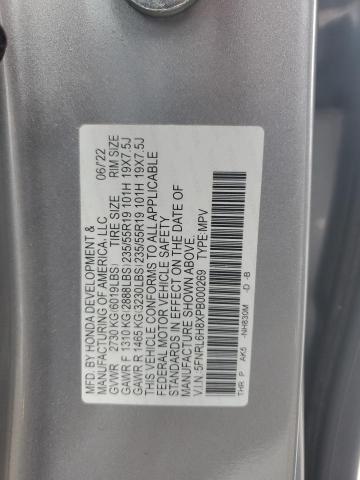 MFD. BY HONDA DEVELOPMENT &
MANUFACTURING OF AMERICA, LLC 06/22
TIRE SIZE RIM SIZE
GVWR 2730 KG(6019LBS)
GAWR F 1310 KG(2888LBS) 235/55R19 101H 19X7.5J
GAWR R 1465 KG(3230LBS) 235/55R19 101H 19X7.5J
THIS VEHICLE CONFORMS TO ALL APPLICABLE
FEDERAL MOTOR VEHICLE SAFETY
STANDARDS IN EFFECT ON THE DATE OF
MANUFACTURE SHOWN ABOVE.
V.I.N. 5FNRL6H8XPB000269 TYPE:MPV
THR P AK5 -NH830M -D -B